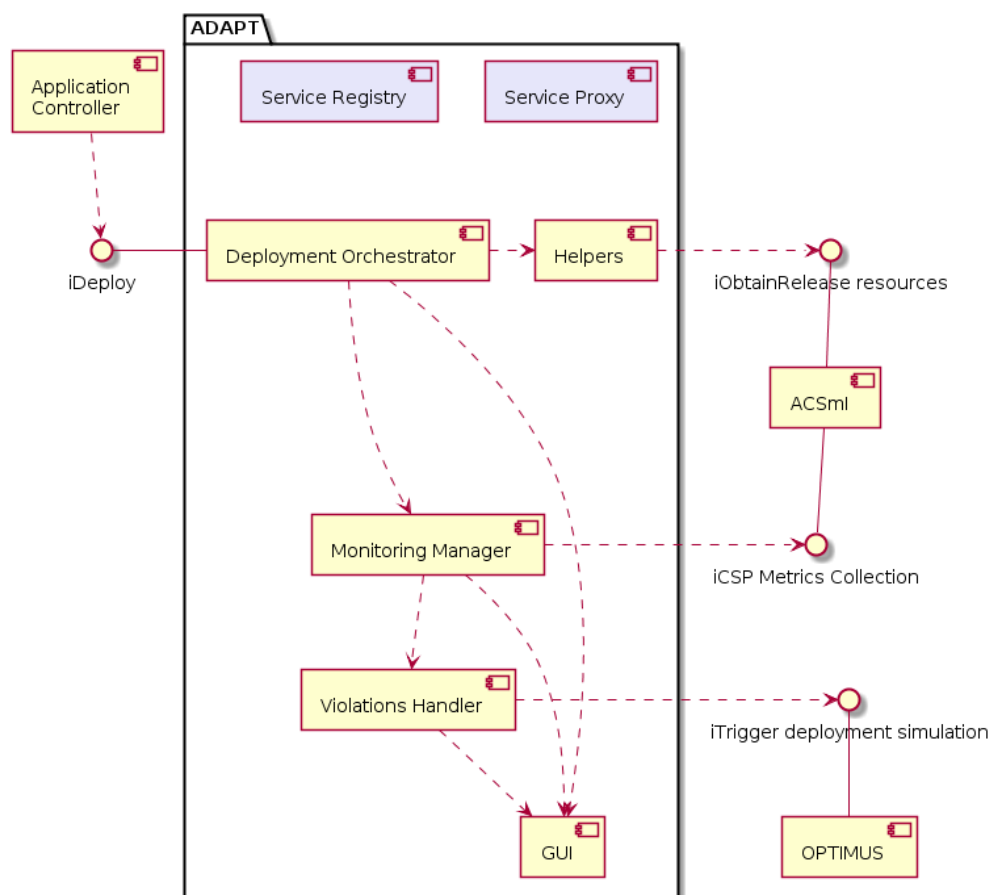 ADAPT
Application
Controller
Service Registry
Service Proxy
Deployment Orchestrator
Helpers
iDeploy
iObtainRelease resources
ACSmI
Monitoring Manager
iCSP Metrics Collection
Violations Handler
iTrigger deployment simulation
GUI
OPTIMUS